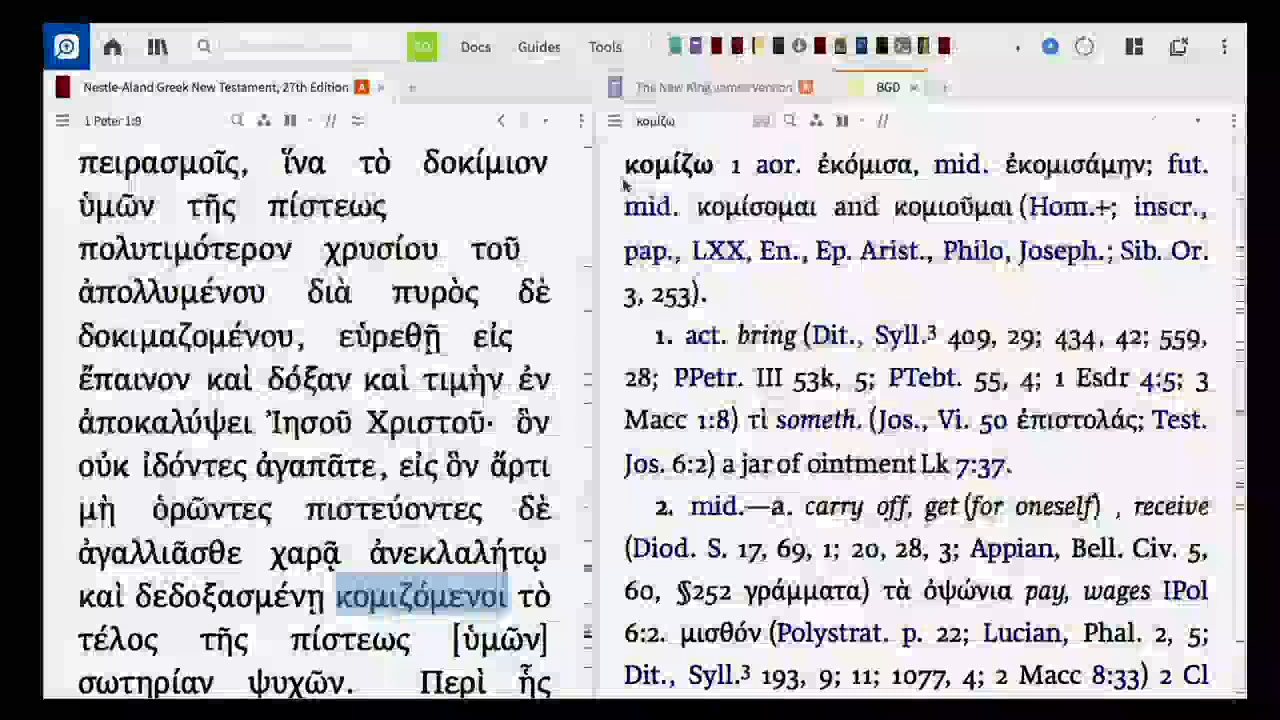 Docs Guides Tools
Nestle-Aland Greek New Testament, 27th Edition A
The New King James Version
BGD
1 Peter 1:9
κομίζω
πειρασμοῖς, ἵνα τὸ δοκίμιον
ὑμῶν τῆς πίστεως
πολυτιμότερον χρυσίου τοῦ
ἀπολλυμένου διὰ πυρὸς δὲ
δοκιμαζομένου, εὑρεθῇ εἰς
ἔπαινον καὶ δόξαν καὶ τιμὴν ἐν
ἀποκαλύψει Ἰησοῦ Χριστοῦ· ὃν
οὐκ ἰδόντες ἀγαπᾶτε, εἰς ὃν ἄρτι
μὴ ὁρῶντες πιστεύοντες δὲ
ἀγαλλιᾶσθε χαρᾷ ἀνεκλαλήτῳ
καὶ δεδοξασμένῃ κομιζόμενοι τὸ
τέλος τῆς πίστεως [ὑμῶν]
σωτηρίαν ψυχῶν. Περὶ ἧς
κομίζω 1 aor. ἐκόμισα, mid. ἐκομισάμην; fut.
mid. κομίσομαι and κομιοῦμαι (Hom.+; inscr.,
pap., LXX, En., Ep. Arist., Philo, Joseph.; Sib. Or.
3, 253).
1. act. bring (Dit., Syll.³ 409, 29; 434, 42; 559,
28; PPetr. III 53k, 5; PTebt. 55, 4; 1 Esdr 4:5; 3
Macc 1:8) τὶ someth. (Jos., Vi. 50 ἐπιστολάς; Test.
Jos. 6:2) a jar of ointment Lk 7:37.
2. mid.—a. carry off, get (for oneself) , receive
(Diod. S. 17, 69, 1; 20, 28, 3; Appian, Bell. Civ. 5,
60, §252 γράμματα) τὰ ὀψώνια pay, wages IPol
6:2. μισθόν (Polystrat. p. 22; Lucian, Phal. 2, 5;
Dit., Syll.³ 193, 9; 11; 1077, 4; 2 Macc 8:33) 2 Cl